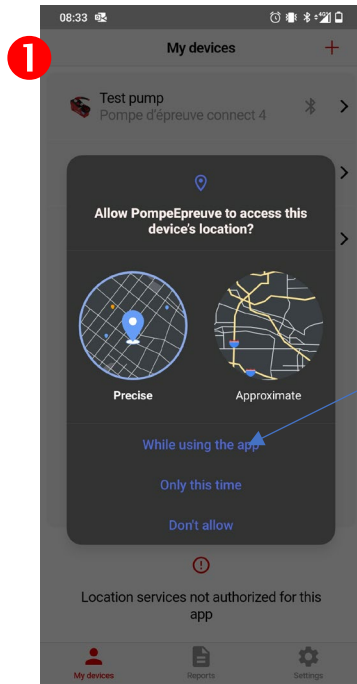 08:33
My devices
+
1
Test pump
Pompe d'épreuve connect 4
Allow PompeEpreuve to access this
device's location?
Precise
Approximate
While using the app
Only this time
Don't allow
Location services not authorized for this
app
My devices
Reports
Settings